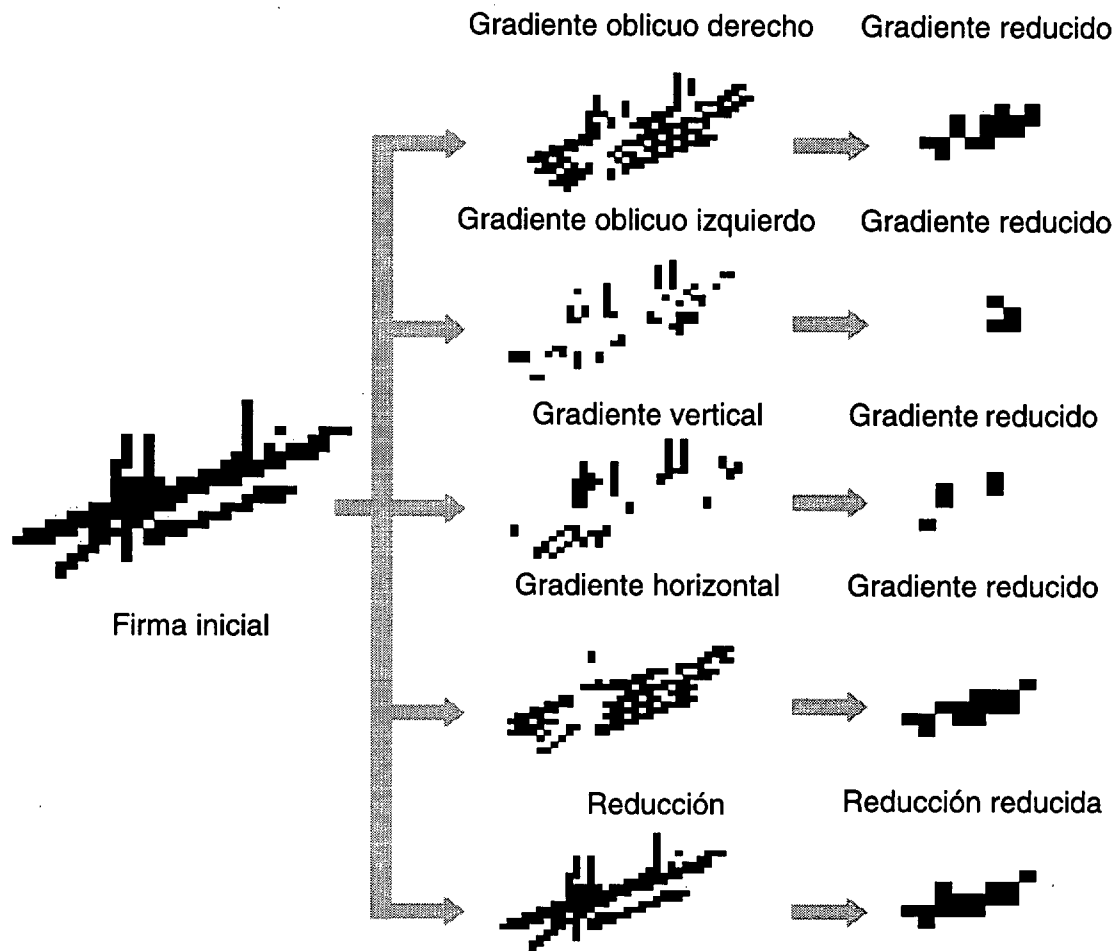 Gradiente oblicuo derecho Gradiente reducido
Gradiente oblicuo izquierdo Gradiente reducido
Gradiente vertical Gradiente reducido
Gradiente horizontal Gradiente reducido
Firma inicial
Reducción Reducción reducida